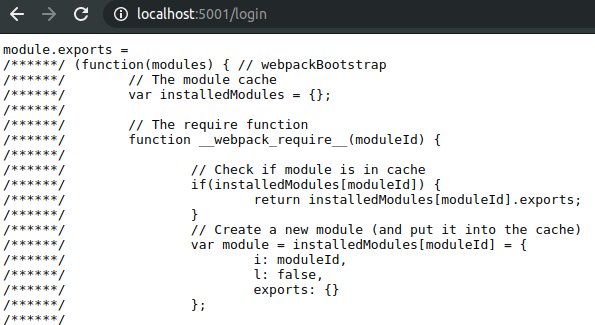 localhost:5001/login
module.exports =
/******/ (function(modules) { // webpackBootstrap
/******/ 	// The module cache
/******/ 	var installedModules = {};
/******/
/******/ 	// The require function
/******/ 	function __webpack_require__(moduleId) {
/******/
/******/ 		// Check if module is in cache
/******/ 		if(installedModules[moduleId]) {
/******/ 			return installedModules[moduleId].exports;
/******/ 		}
/******/ 		// Create a new module (and put it into the cache)
/******/ 		var module = installedModules[moduleId] = {
/******/ 			i: moduleId,
/******/ 			l: false,
/******/ 			exports: {}
/******/ 		};
/******/